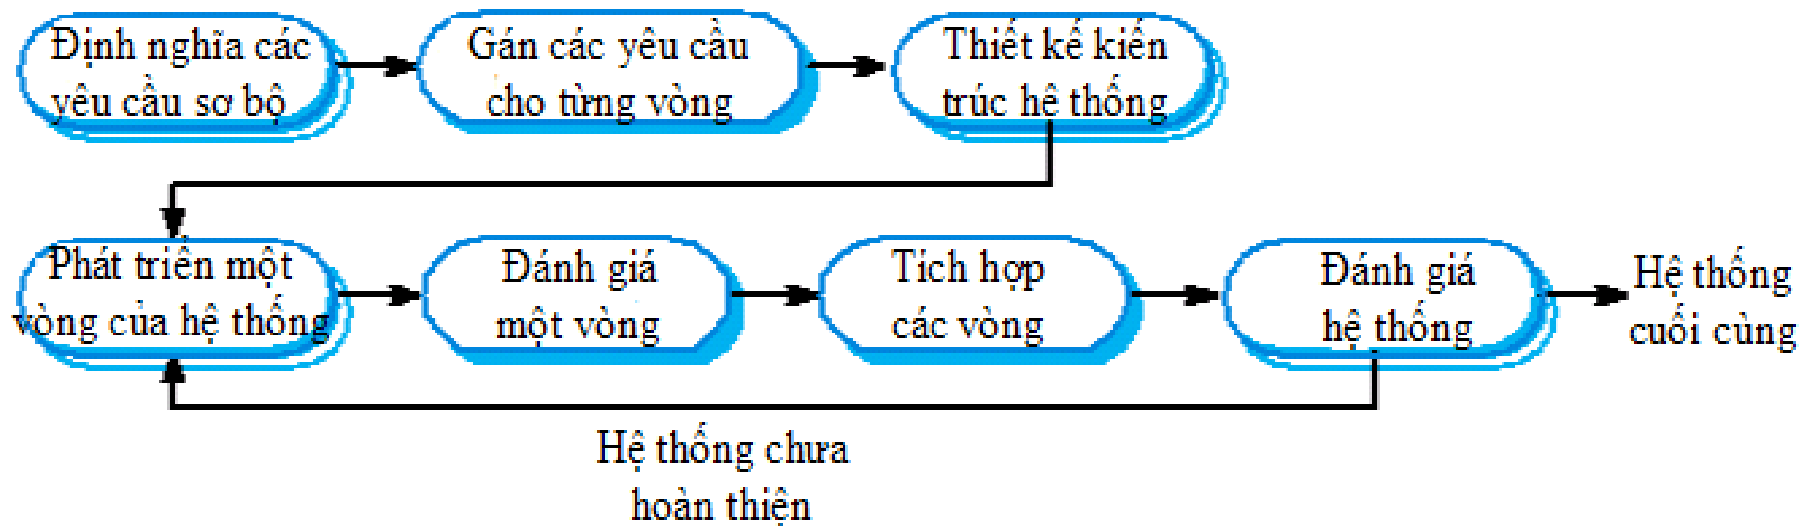 Định nghĩa các
yêu cầu sơ bộ
Gán các yêu cầu
cho từng vòng
Thiết kế kiến
trúc hệ thống
Phát triển một
vòng của hệ thống
Đánh giá
một vòng
Tích hợp
các vòng
Đánh giá
hệ thống
Hệ thống
cuối cùng
Hệ thống chưa
hoàn thiện